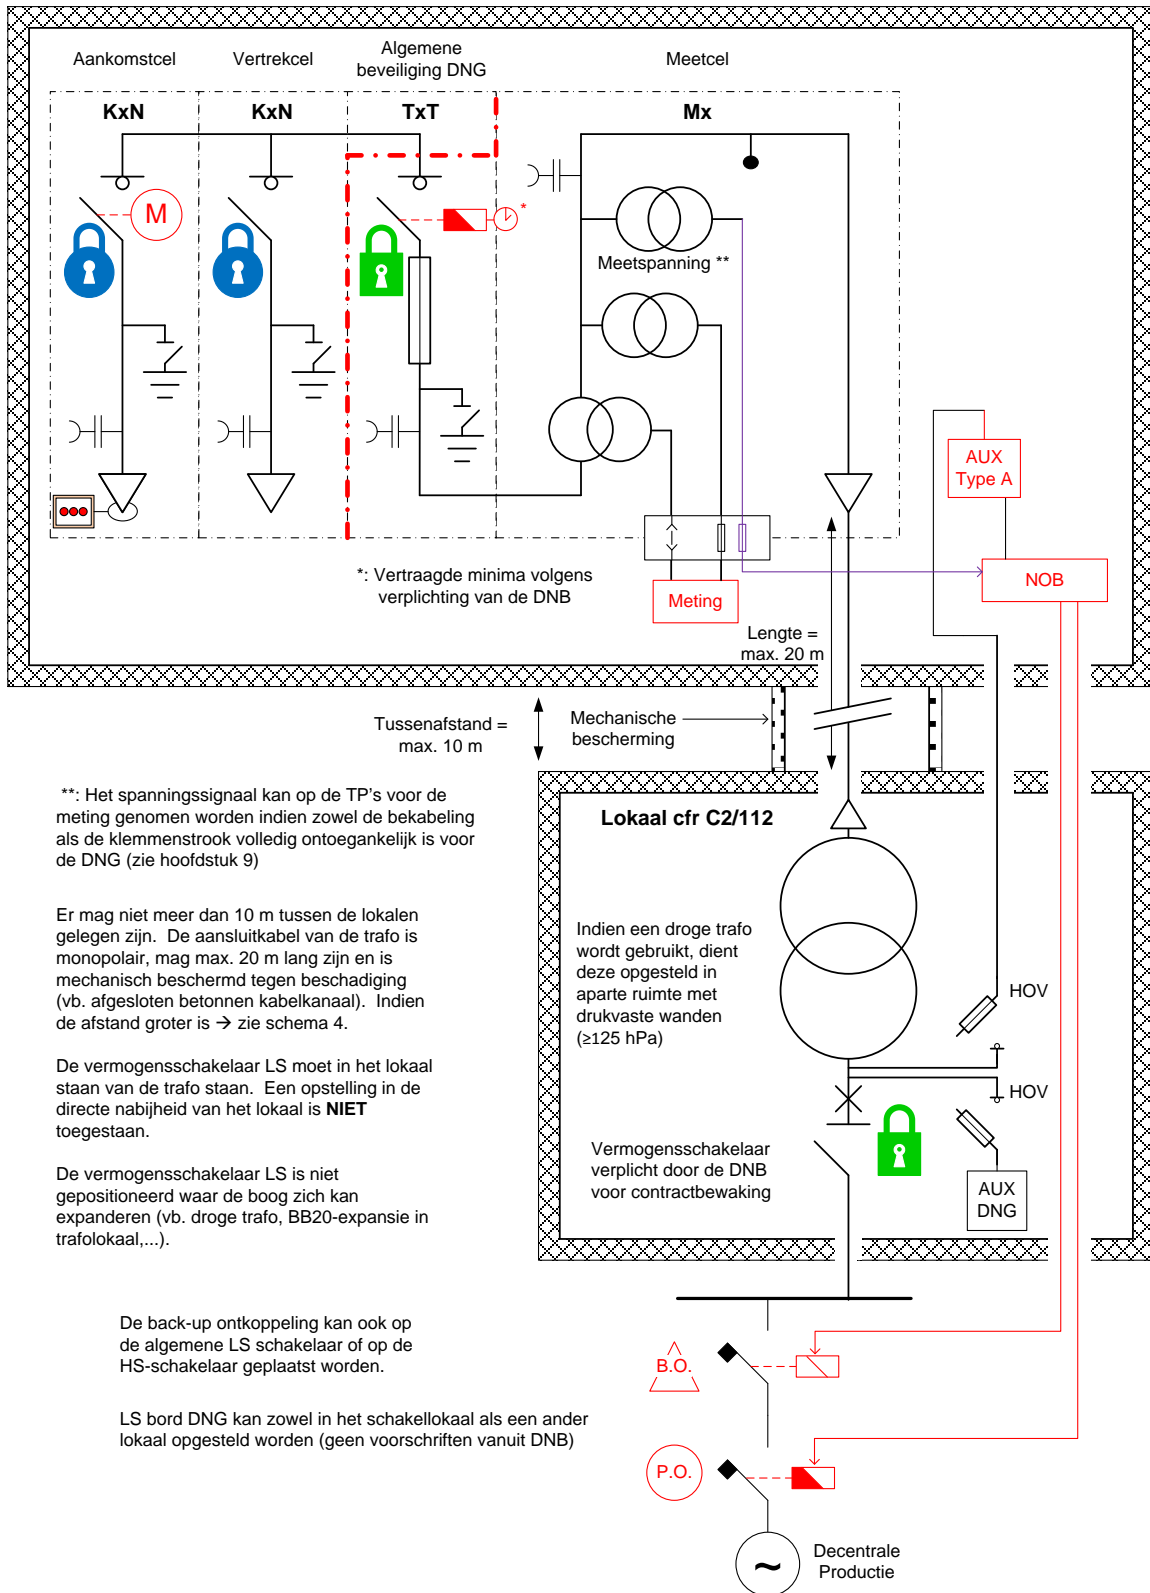 Aankomstcel
Vertrekcel
Algemene
beveiliging DNG
Meetcel
KxN
KxN
TxT
Mx
M
*
Meetspanning **
AUX
Type A
NOB
*: Vertraagde minima volgens
verplichting van de DNB
Meting
Lengte =
max. 20 m
Tussenafstand =
max. 10 m
Mechanische
bescherming
**: Het spanningssignaal kan op de TP's voor de
meting genomen worden indien zowel de bekabeling
als de klemmenstrook volledig ontoegankelijk is voor
de DNG (zie hoofdstuk 9)
Lokaal cfr C2/112
Er mag niet meer dan 10 m tussen de lokalen
gelegen zijn. De aansluitkabel van de trafo is
monopolair, mag max. 20 m lang zijn en is
mechanisch beschermd tegen beschadiging
(vb. afgesloten betonnen kabelkanaal). Indien
de afstand groter is → zie schema 4.
Indien een droge trafo
wordt gebruikt, dient
deze opgesteld in
aparte ruimte met
drukvaste wanden
(≥125 hPa)
HOV
HOV
De vermogensschakelaar LS moet in het lokaal
staan van de trafo staan. Een opstelling in de
directe nabijheid van het lokaal is NIET
toegestaan.
Vermogensschakelaar
verplicht door de DNB
voor contractbewaking
AUX
DNG
De vermogensschakelaar LS is niet
gepositioneerd waar de boog zich kan
expanderen (vb. droge trafo, BB20-expansie in
trafolokaal,...).
De back-up ontkoppeling kan ook op
de algemene LS schakelaar of op de
HS-schakelaar geplaatst worden.
B.O.
LS bord DNG kan zowel in het schakellokaal als een ander
lokaal opgesteld worden (geen voorschriften vanuit DNB)
P.O.
~
Decentrale
Productie